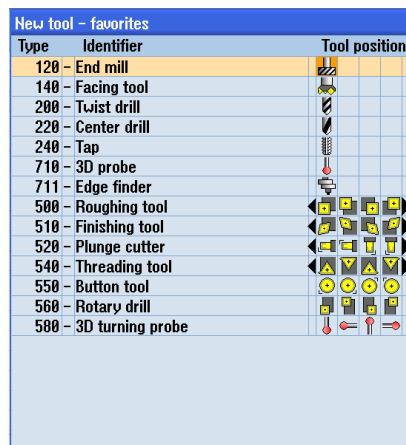 New tool - favorites
Type Identifier Tool position
120 - End mill
140 - Facing tool
200 - Twist drill
220 - Center drill
240 - Tap
710 - 3D probe
711 - Edge finder
500 - Roughing tool
510 - Finishing tool
520 - Plunge cutter
540 - Threading tool
550 - Button tool
560 - Rotary drill
580 - 3D turning probe